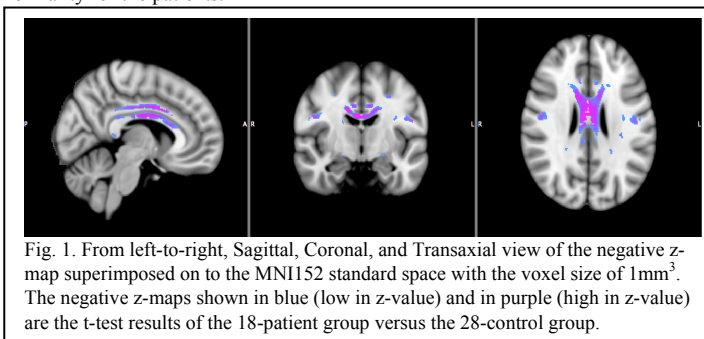 of the patients.
P A R L R L
Fig. 1. From left-to-right, Sagittal, Coronal, and Transaxial view of the negative z-
map superimposed on to the MNI152 standard space with the voxel size of 1mm³.
The negative z-maps shown in blue (low in z-value) and in purple (high in z-value)
are the t-test results of the 18-patient group versus the 28-control group.